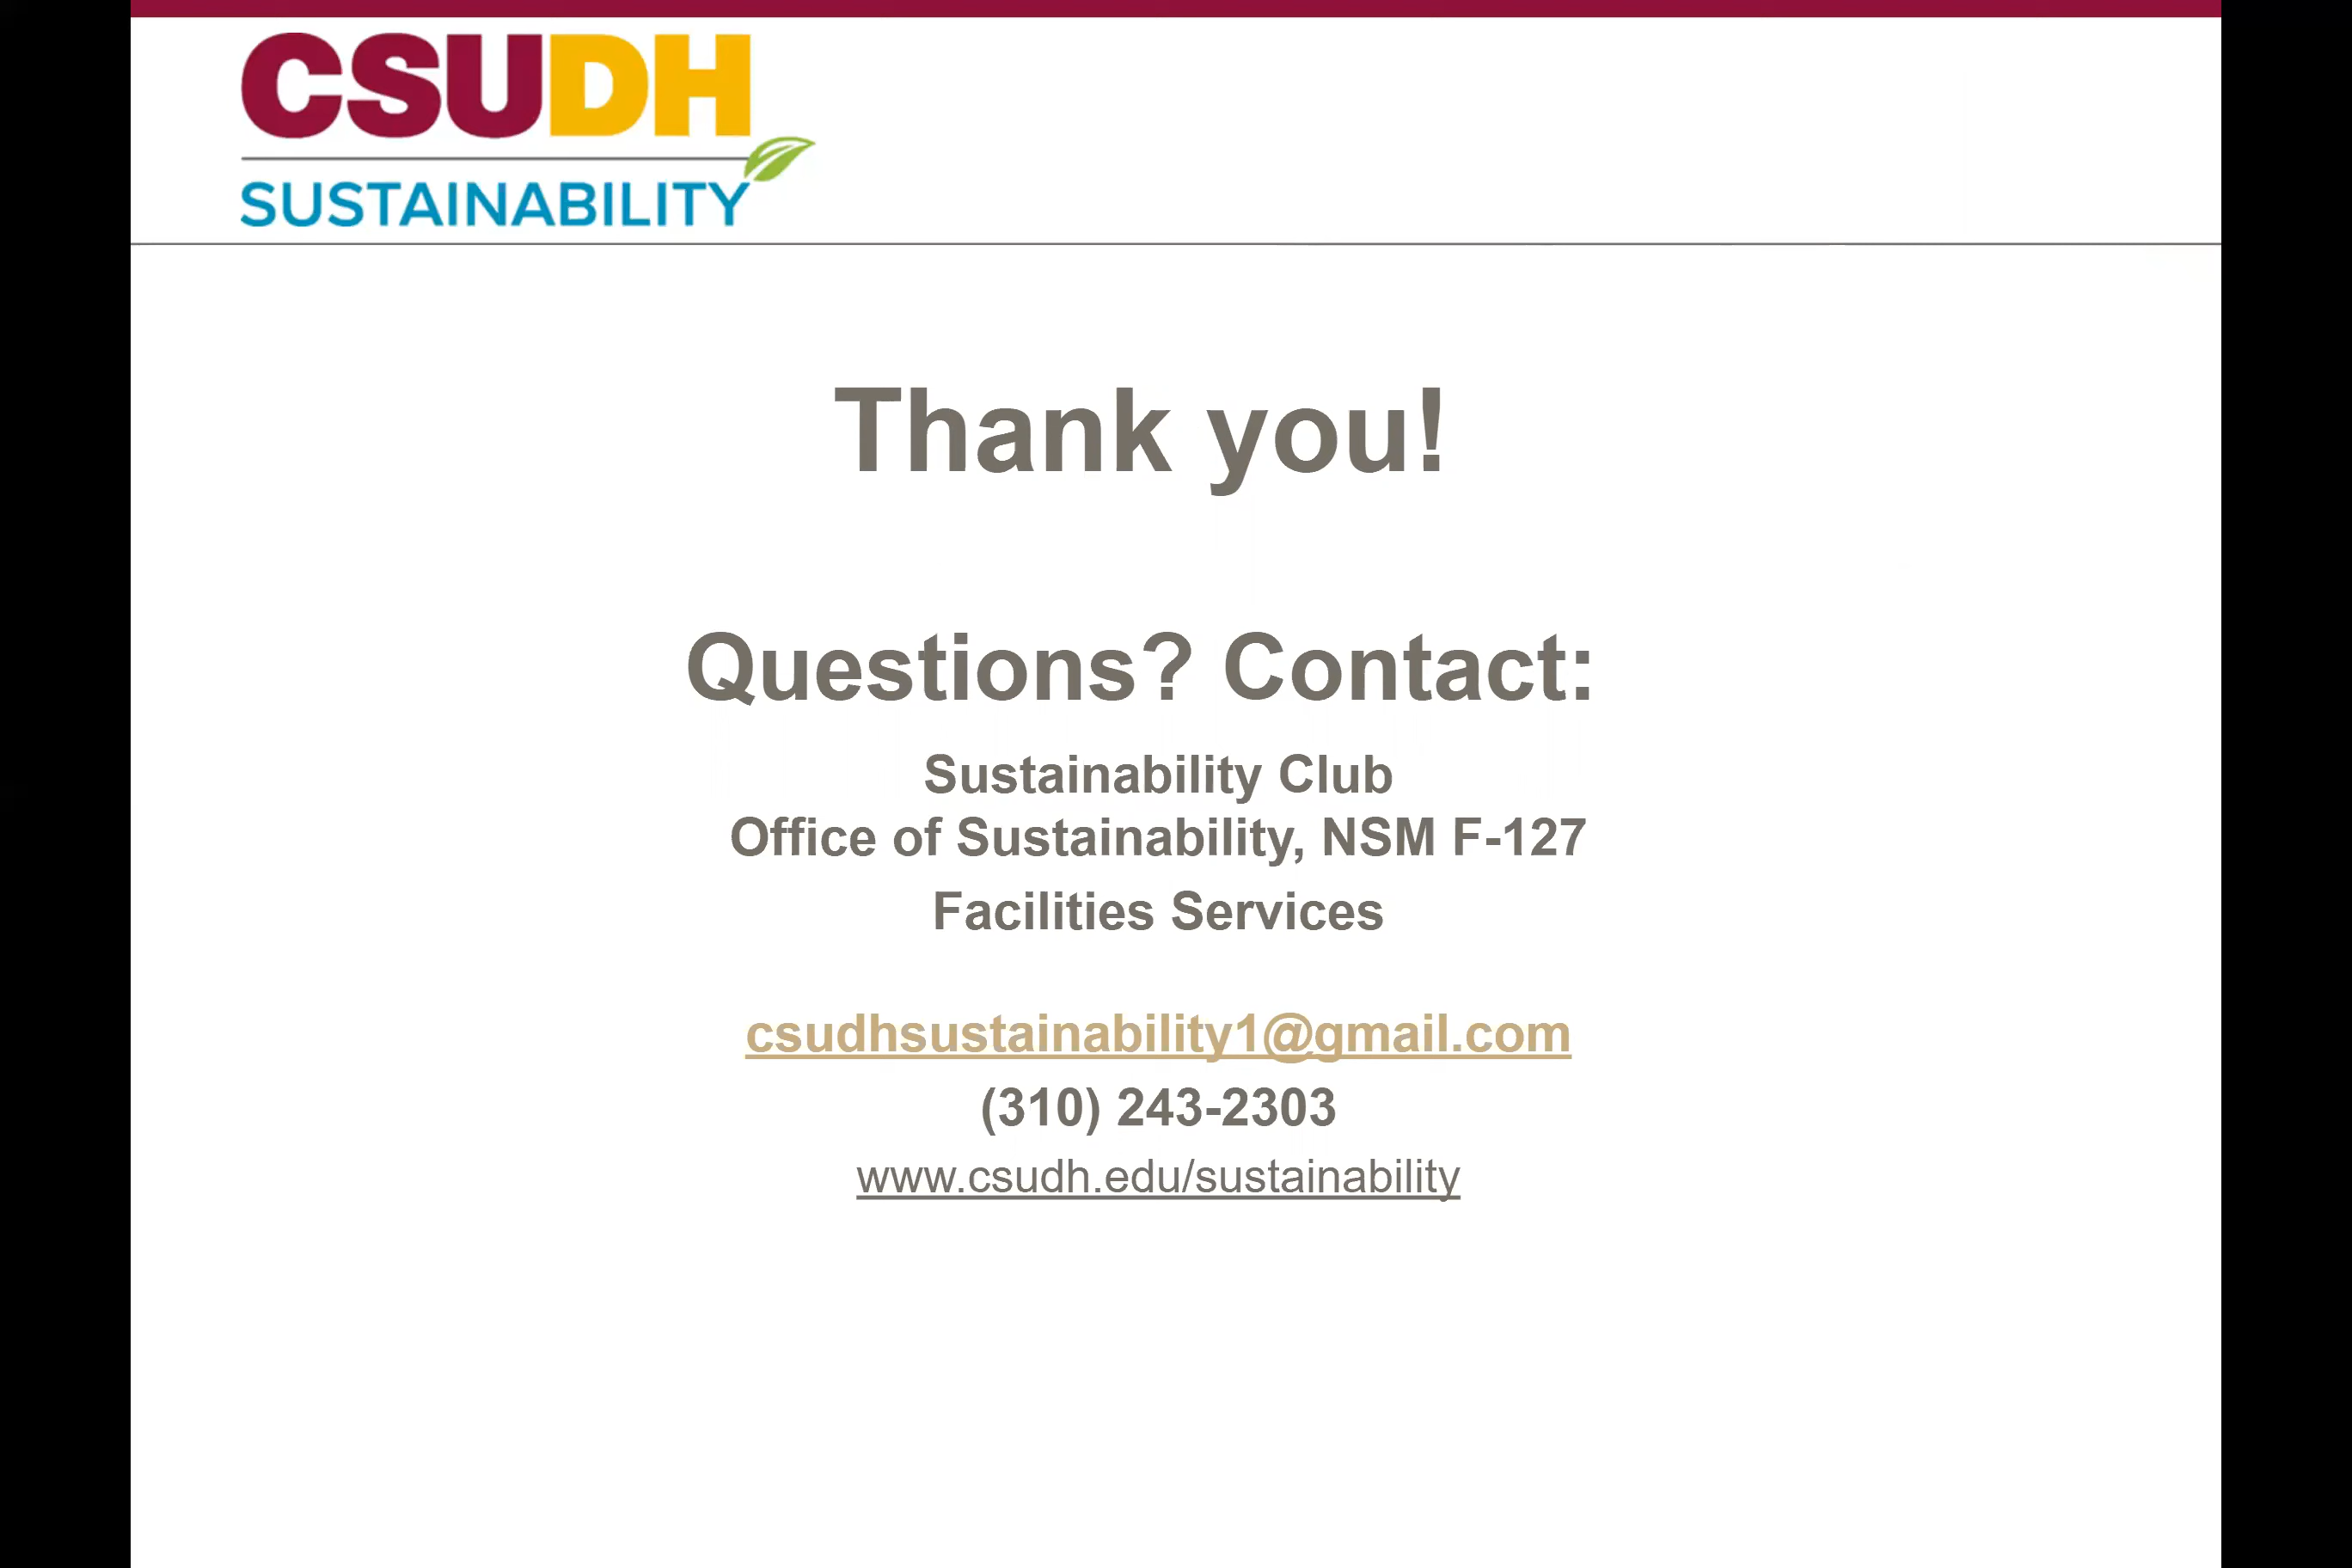 CSUDH
SUSTAINABILITY
Thank you!
Questions? Contact:
Sustainability Club
Office of Sustainability, NSM F-127
Facilities Services
csudhsustainability1@gmail.com
(310) 243-2303
www.csudh.edu/sustainability